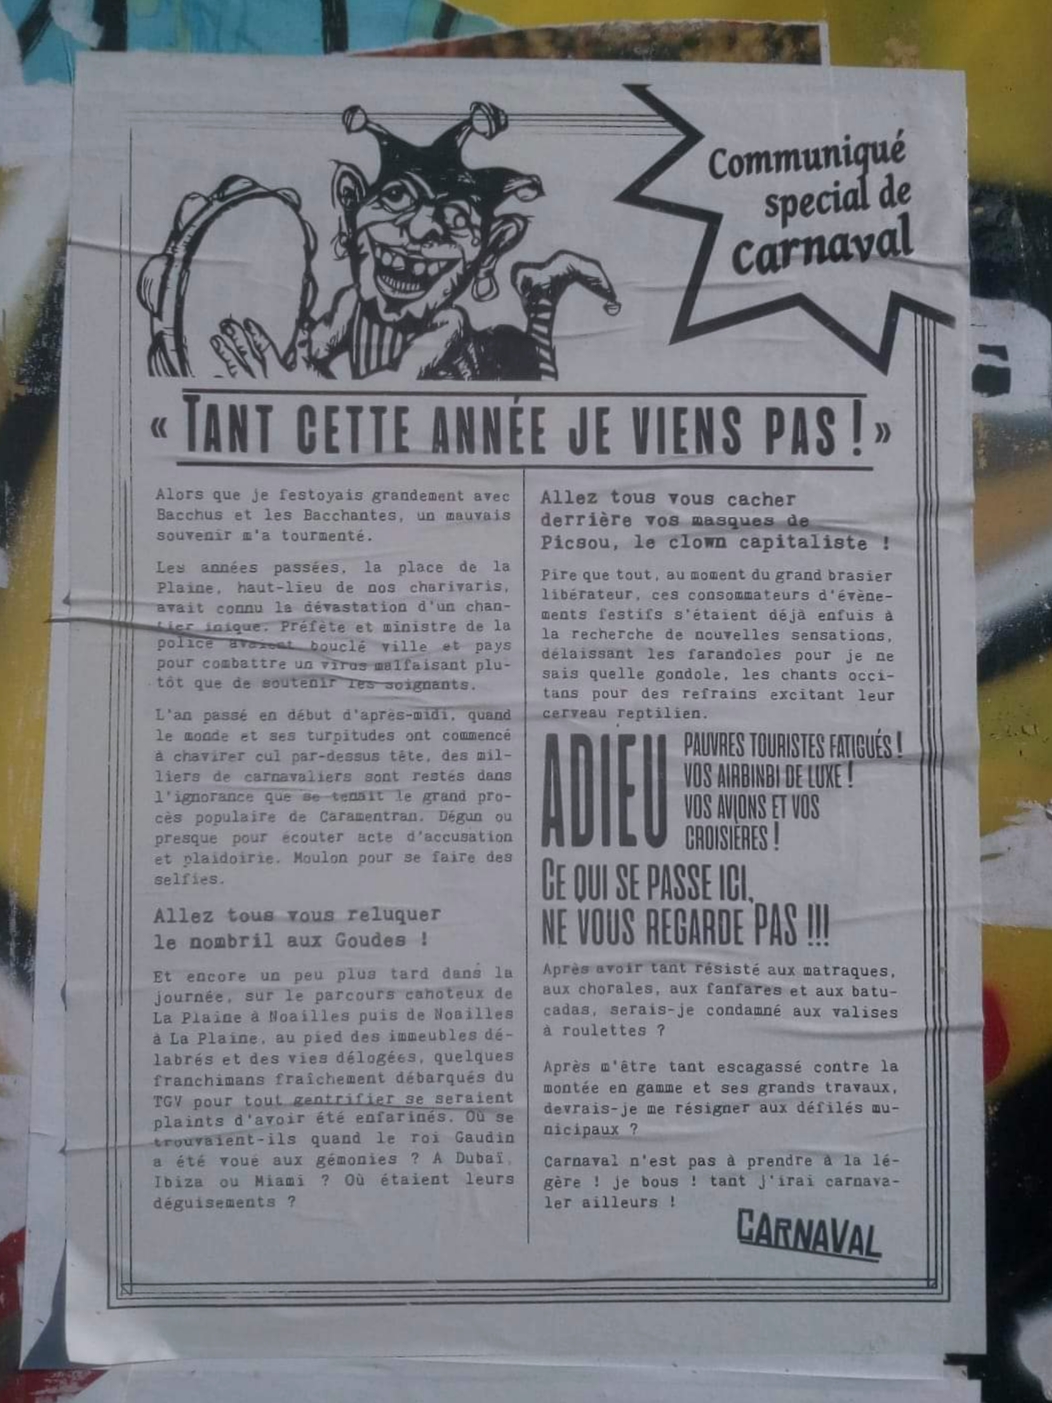 Communiqué
special de
Carnaval
« TANT CETTE ANNÉE JE VIENS PAS ! »
Alors que je festoyais grandement avec
Bacchus et les Bacchantes, un mauvais
souvenir m'a tourmenté.
Les années passées, la place de la
Plaine, haut-lieu de nos charivaris,
avait connu la dévastation d'un chan-
tier inique. Préfète et ministre de la
police avaient bouclé ville et pays
pour combattre un virus malfaisant plu-
tôt que de soutenir les soignants.
L'an passé en début d'après-midi, quand
le monde et ses turpitudes ont commencé
à chavirer cul par-dessus tête, des mil-
liers de carnavaliers sont restés dans
l'ignorance que se tenait le grand pro-
cès populaire de Caramentran. Dégun ou
presque pour écouter acte d'accusation
et plaidoirie. Moulon pour se faire des
selfies.
Allez tous vous reluquer
le nombril aux Goudes !
Et encore un peu plus tard dans la
journée, sur le parcours cahoteux de
La Plaine à Noailles puis de Noailles
à La Plaine, au pied des immeubles dé-
labrés et des vies délogées, quelques
franchimans fraîchement débarqués du
TGV pour tout gentrifier se seraient
plaints d'avoir été enfarinés. Où se
trouvaient-ils quand le roi Gaudin
a été voué aux gémonies ? A Dubaï,
Ibiza ou Miami ? Où étaient leurs
déguisements ?
Allez tous vous cacher
derrière vos masques de
Picsou, le clown capitaliste !
Pire que tout, au moment du grand brasier
libérateur, ces consommateurs d'évène-
ments festifs s'étaient déjà enfuis à
la recherche de nouvelles sensations,
délaissant les farandoles pour je ne
sais quelle gondole, les chants occi-
tans pour des refrains excitant leur
cerveau reptilien.
ADIEU
PAUVRES TOURISTES FATIGUÉS !
VOS AIRBINBI DE LUXE !
VOS AVIONS ET VOS
CROISIÈRES !
CE QUI SE PASSE ICI,
NE VOUS REGARDE PAS !!!
Après avoir tant résisté aux matraques,
aux chorales, aux fanfares et aux batu-
cadas, serais-je condamné aux valises
à roulettes ?
Après m'être tant escagassé contre la
montée en gamme et ses grands travaux,
devrais-je me résigner aux défilés mu-
nicipaux ?
Carnaval n'est pas à prendre à la lé-
gère ! je bous ! tant j'irai carnava-
ler ailleurs !
CARNAVAL